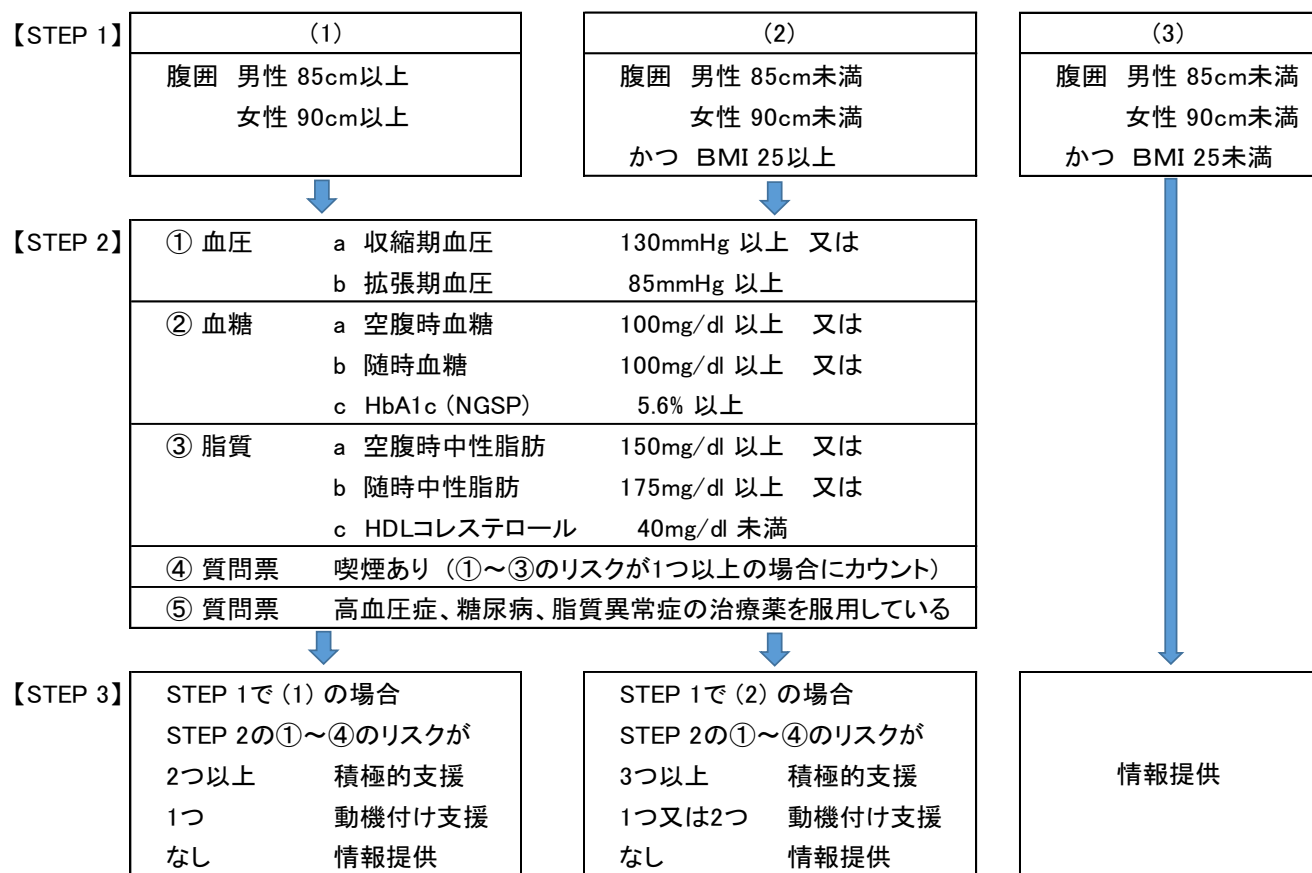 【STEP 1】
(1)
腹囲 男性 85cm以上
女性 90cm以上
(2)
腹囲 男性 85cm未満
女性 90cm未満
かつ BMI 25以上
(3)
腹囲 男性 85cm未満
女性 90cm未満
かつ BMI 25未満
【STEP 2】
① 血圧 a 収縮期血圧 130mmHg 以上 又は
b 拡張期血圧 85mmHg 以上
② 血糖 a 空腹時血糖 100mg/dl 以上 又は
b 随時血糖 100mg/dl 以上 又は
c HbA1c (NGSP) 5.6% 以上
③ 脂質 a 空腹時中性脂肪 150mg/dl 以上 又は
b 随時中性脂肪 175mg/dl 以上 又は
c HDLコレステロール 40mg/dl 未満
④ 質問票 喫煙あり (①～③のリスクが1つ以上の場合にカウント)
⑤ 質問票 高血圧症、糖尿病、脂質異常症の治療薬を服用している
【STEP 3】
STEP 1で (1) の場合
STEP 2の①～④のリスクが
2つ以上 積極的支援
1つ 動機付け支援
なし 情報提供
STEP 1で (2) の場合
STEP 2の①～④のリスクが
3つ以上 積極的支援
1つ又は2つ 動機付け支援
なし 情報提供
情報提供